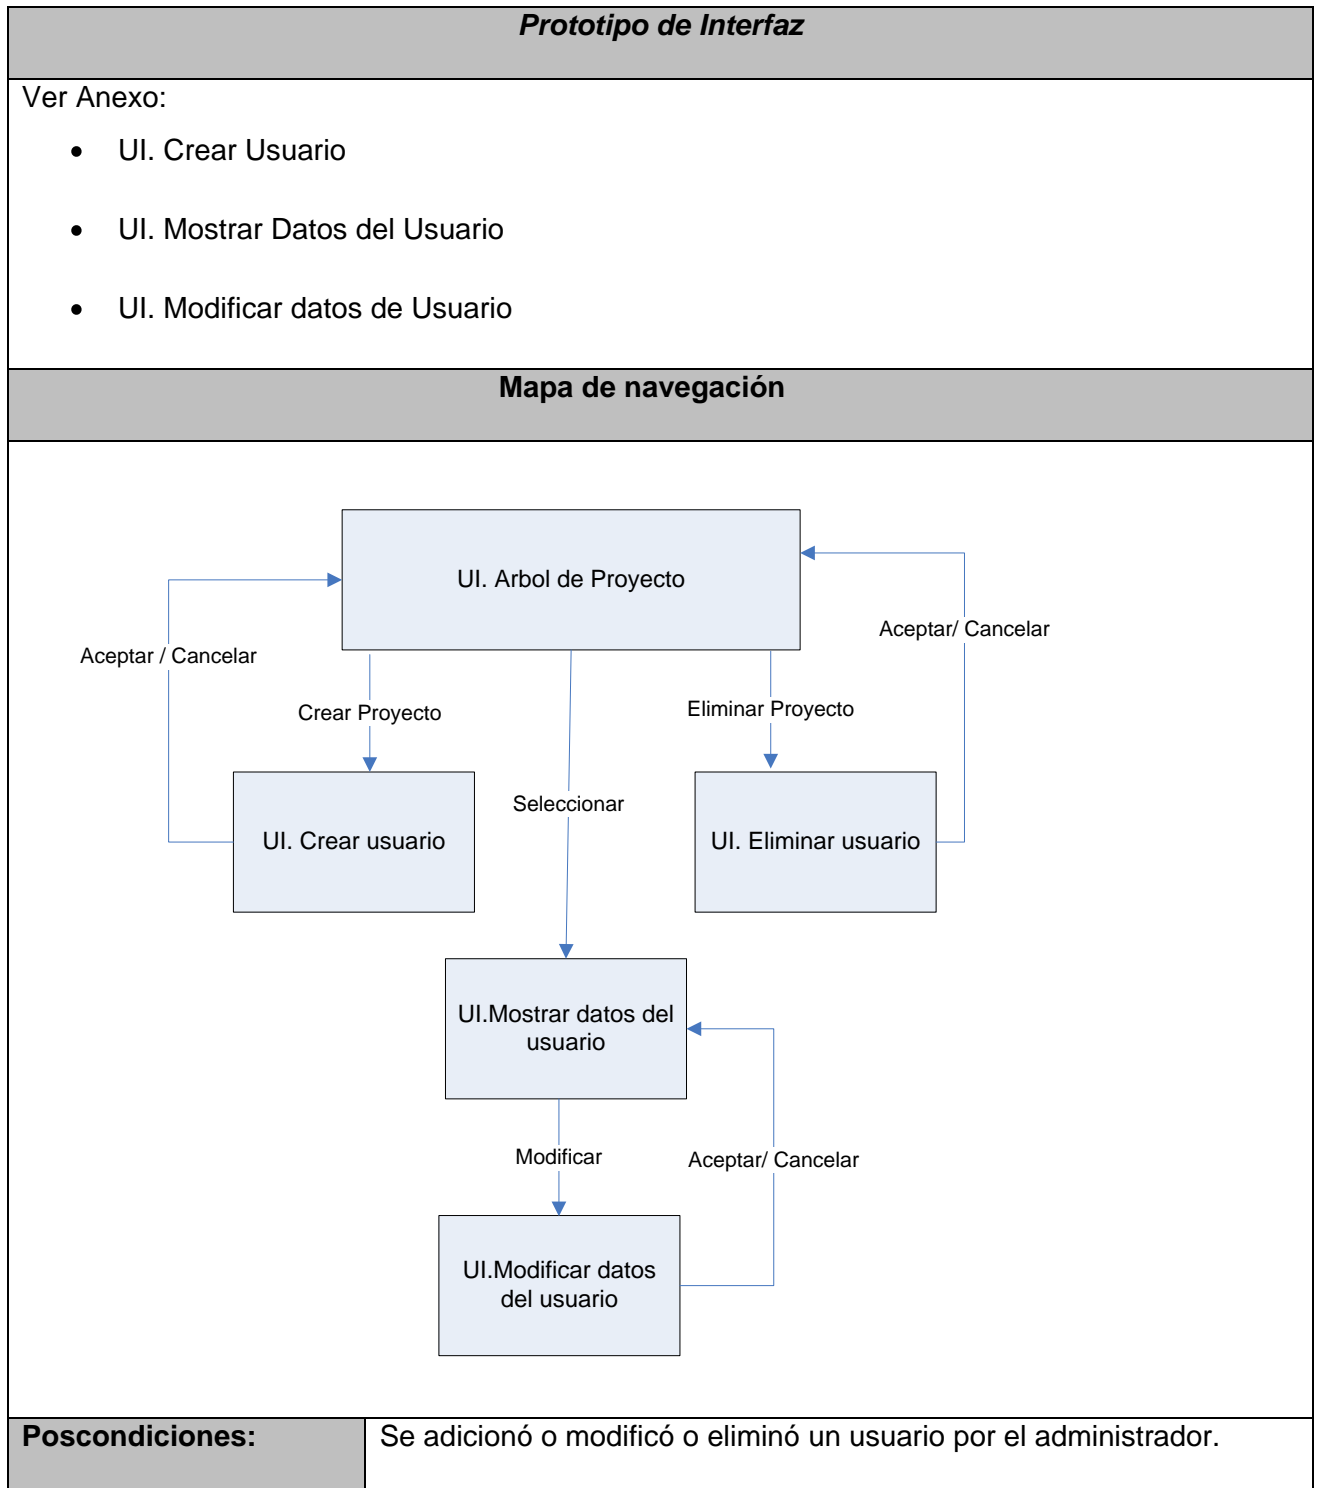 Prototipo de Interfaz
Ver Anexo:
• UI. Crear Usuario
• UI. Mostrar Datos del Usuario
• UI. Modificar datos de Usuario
Mapa de navegación
UI. Arbol de Proyecto
Aceptar/ Cancelar
Aceptar / Cancelar
Crear Proyecto
Eliminar Proyecto
Seleccionar
UI. Crear usuario
UI. Eliminar usuario
UI.Mostrar datos del
usuario
Modificar
Aceptar/ Cancelar
UI.Modificar datos
del usuario
Poscondiciones:
Se adicionó o modificó o eliminó un usuario por el administrador.